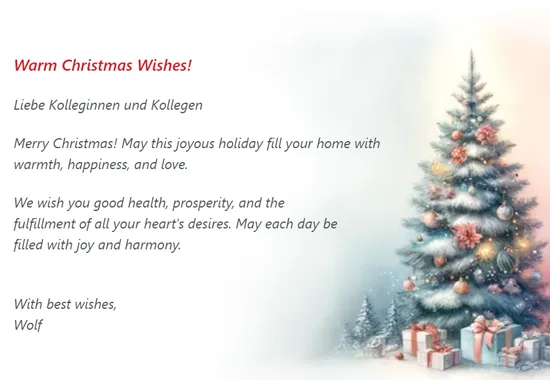 Warm Christmas Wishes!
Liebe Kolleginnen und Kollegen
Merry Christmas! May this joyous holiday fill your home with
warmth, happiness, and love.
We wish you good health, prosperity, and the
fulfillment of all your heart's desires. May each day be
filled with joy and harmony.
With best wishes,
Wolf